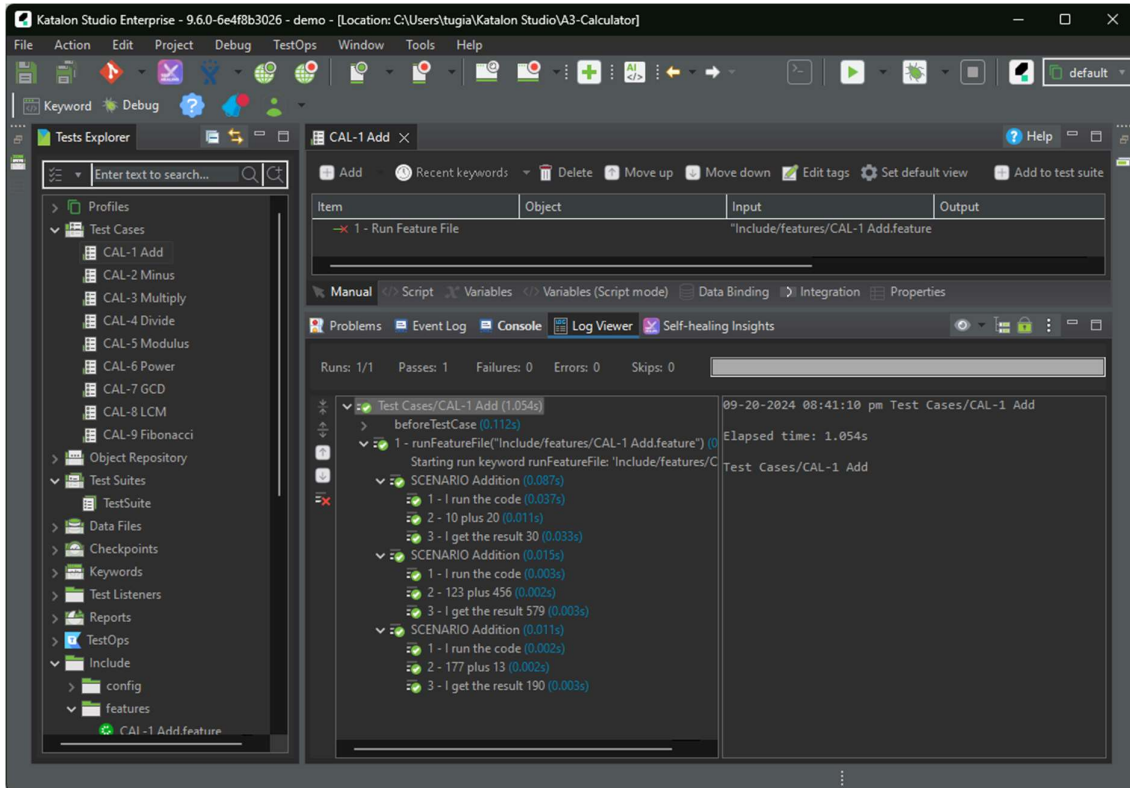 Katalon Studio Enterprise - 9.6.0-6e4f8b3026 - demo - [Location: C:\Users\tugia\Katalon Studio\A3-Calculator]
File Action Edit Project Debug TestOps Window Tools Help
default
Keyword Debug
Tests Explorer
Enter text to search...
Profiles
Test Cases
CAL-1 Add
CAL-2 Minus
CAL-3 Multiply
CAL-4 Divide
CAL-5 Modulus
CAL-6 Power
CAL-7 GCD
CAL-8 LCM
CAL-9 Fibonacci
Object Repository
Test Suites
TestSuite
Data Files
Checkpoints
Keywords
Test Listeners
Reports
TestOps
Include
config
features
CAL-1 Add.feature
CAL-1 Add
Help
Add Recent keywords Delete Move up Move down Edit tags Set default view Add to test suite
Item Object Input Output
1 - Run Feature File "Include/features/CAL-1 Add.feature
Manual Script Variables Variables (Script mode) Data Binding Integration Properties
Problems Event Log Console Log Viewer Self-healing Insights
Runs: 1/1 Passes: 1 Failures: 0 Errors: 0 Skips: 0
Test Cases/CAL-1 Add (1.054s)
beforeTestCase (0.112s)
1 - runFeatureFile("Include/features/CAL-1 Add.feature") (0
Starting run keyword runFeatureFile: 'Include/features/C
SCENARIO Addition (0.087s)
1 - I run the code (0.037s)
2 - 10 plus 20 (0.011s)
3 - I get the result 30 (0.033s)
SCENARIO Addition (0.015s)
1 - I run the code (0.003s)
2 - 123 plus 456 (0.002s)
3 - I get the result 579 (0.003s)
SCENARIO Addition (0.011s)
1 - I run the code (0.002s)
2 - 177 plus 13 (0.002s)
3 - I get the result 190 (0.003s)
09-20-2024 08:41:10 pm Test Cases/CAL-1 Add
Elapsed time: 1.054s
Test Cases/CAL-1 Add